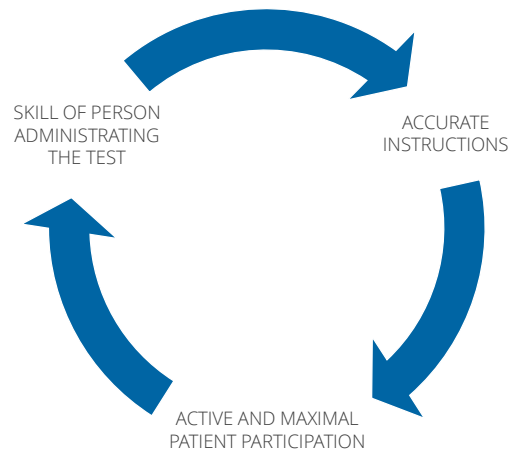 SKILL OF PERSON
ADMINISTRATING
THE TEST
ACCURATE
INSTRUCTIONS
ACTIVE AND MAXIMAL
PATIENT PARTICIPATION